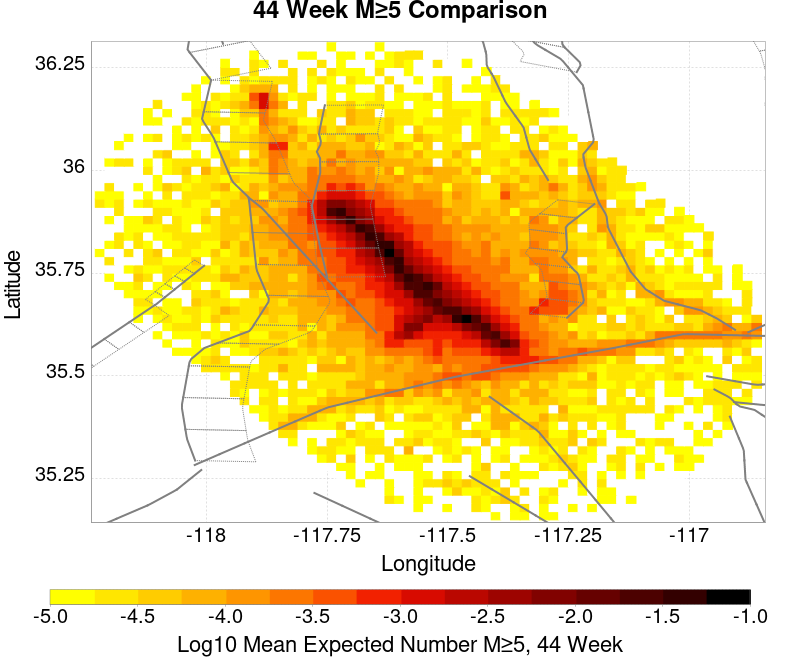 44 Week M≥5 Comparison
36.25
36
35.75
35.5
35.25
Latitude
-118 -117.75 -117.5 -117.25 -117
Longitude
-5.0 -4.5 -4.0 -3.5 -3.0 -2.5 -2.0 -1.5 -1.0
Log10 Mean Expected Number M≥5, 44 Week